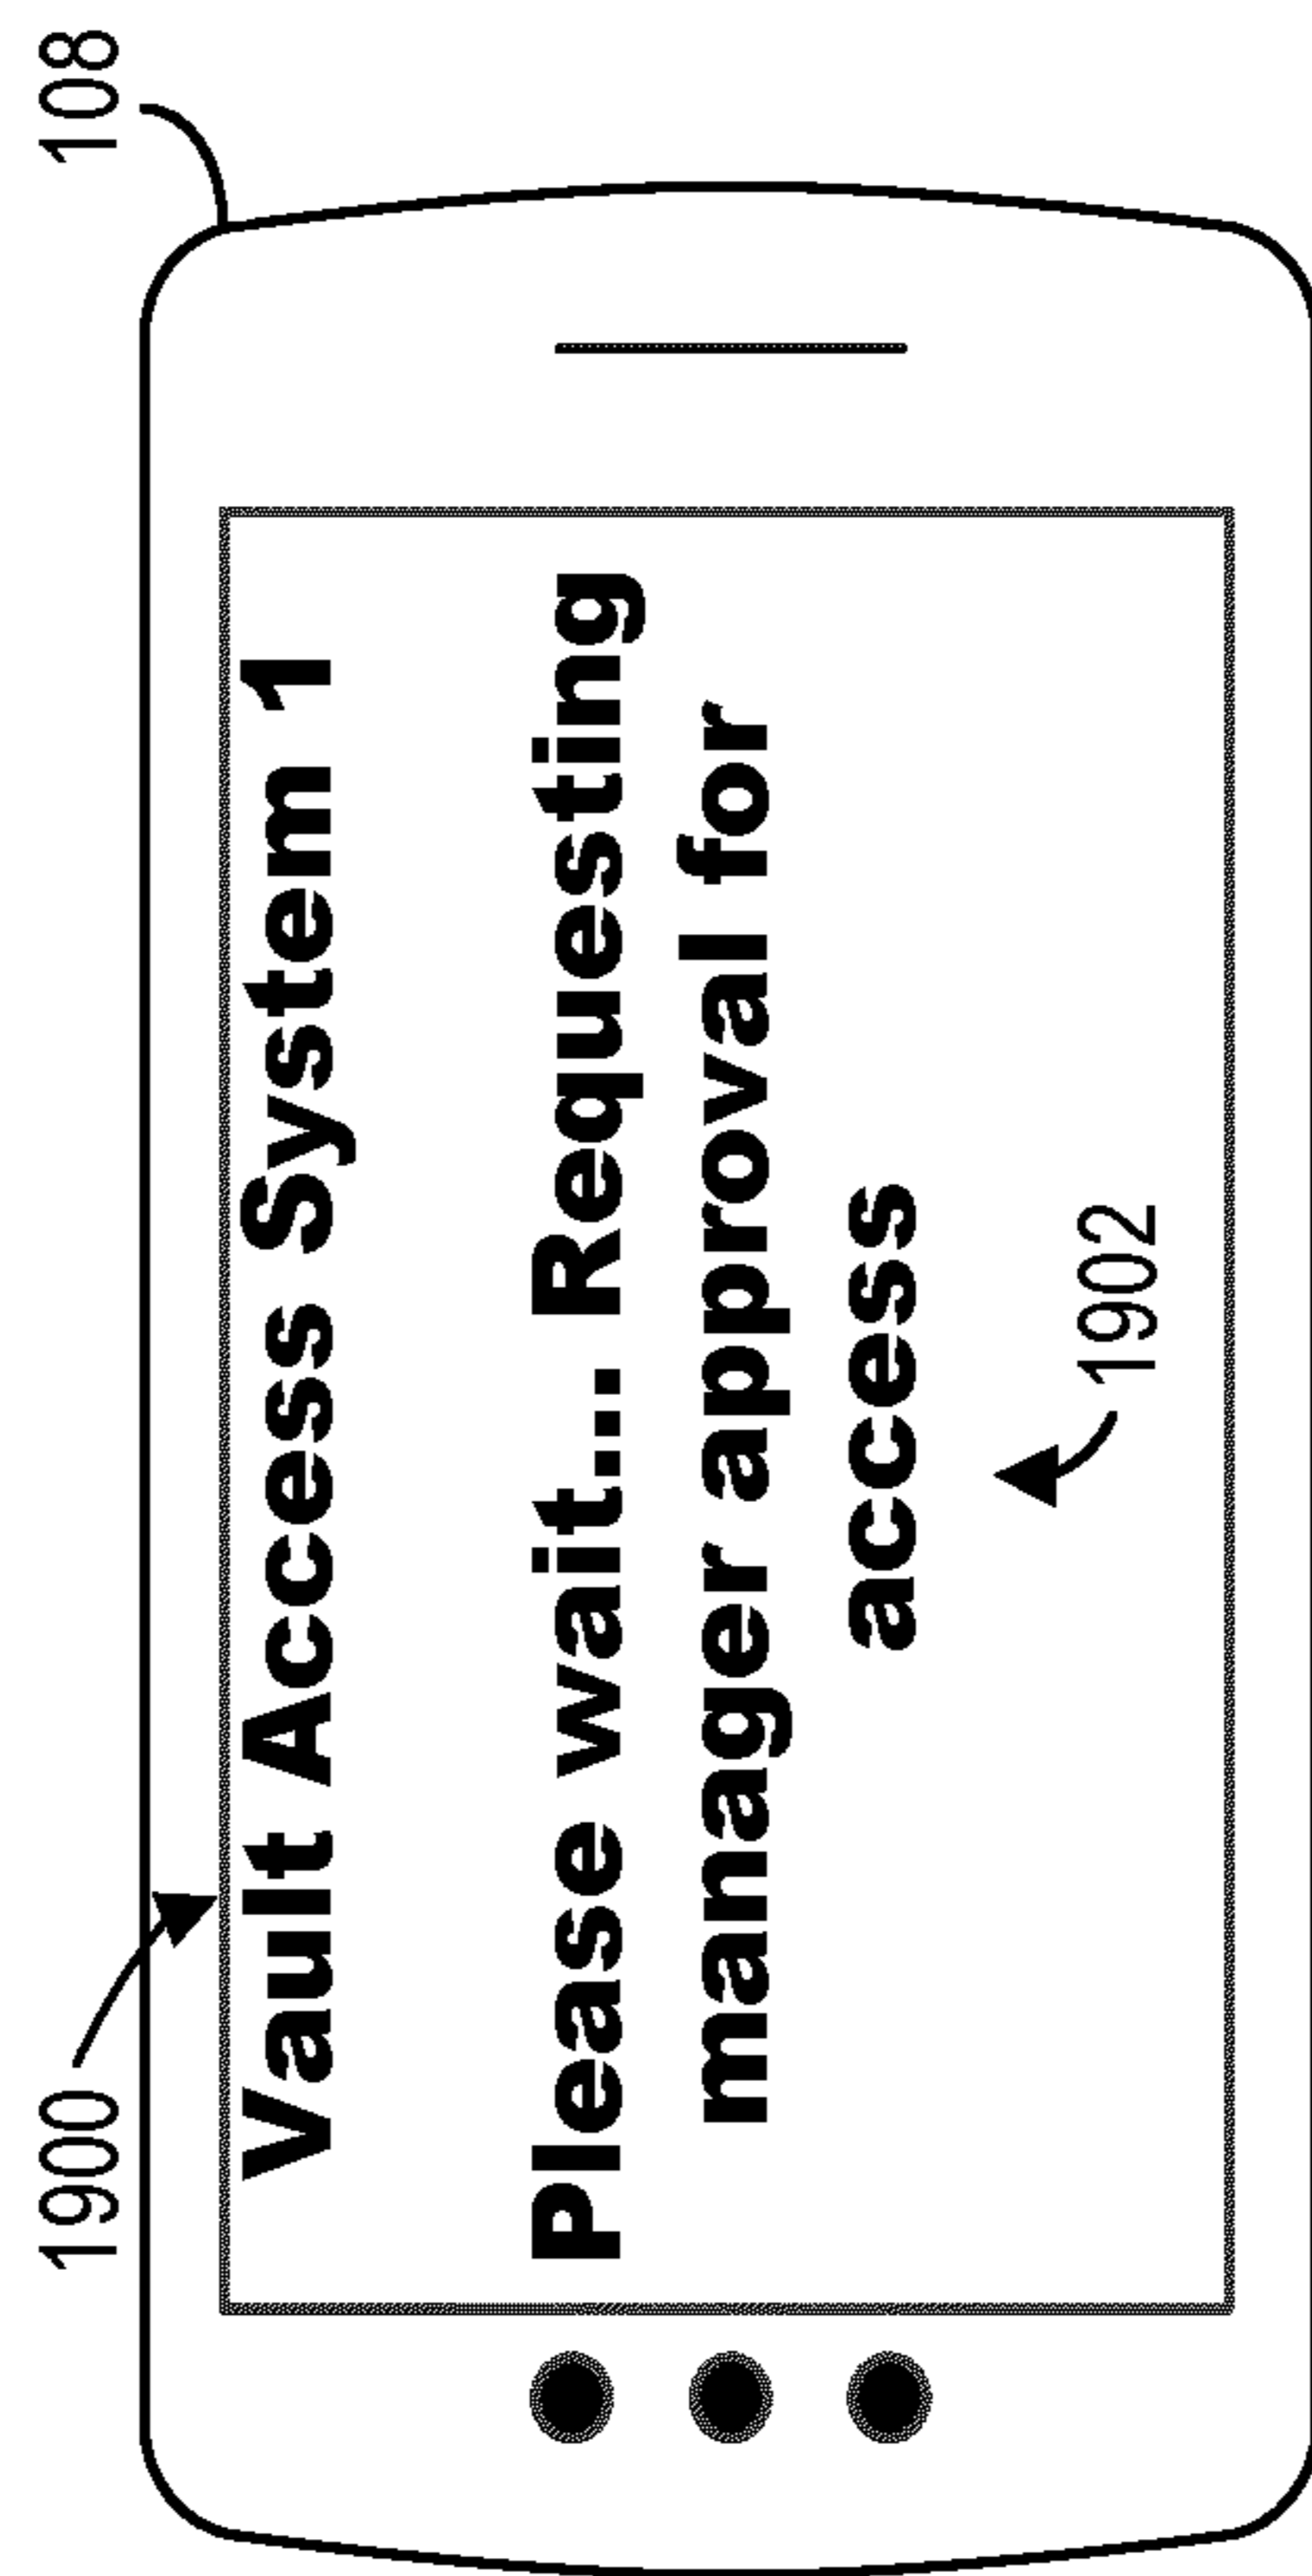 1900
108
Vault Access System 1
Please wait... Requesting
manager approval for
access
1902